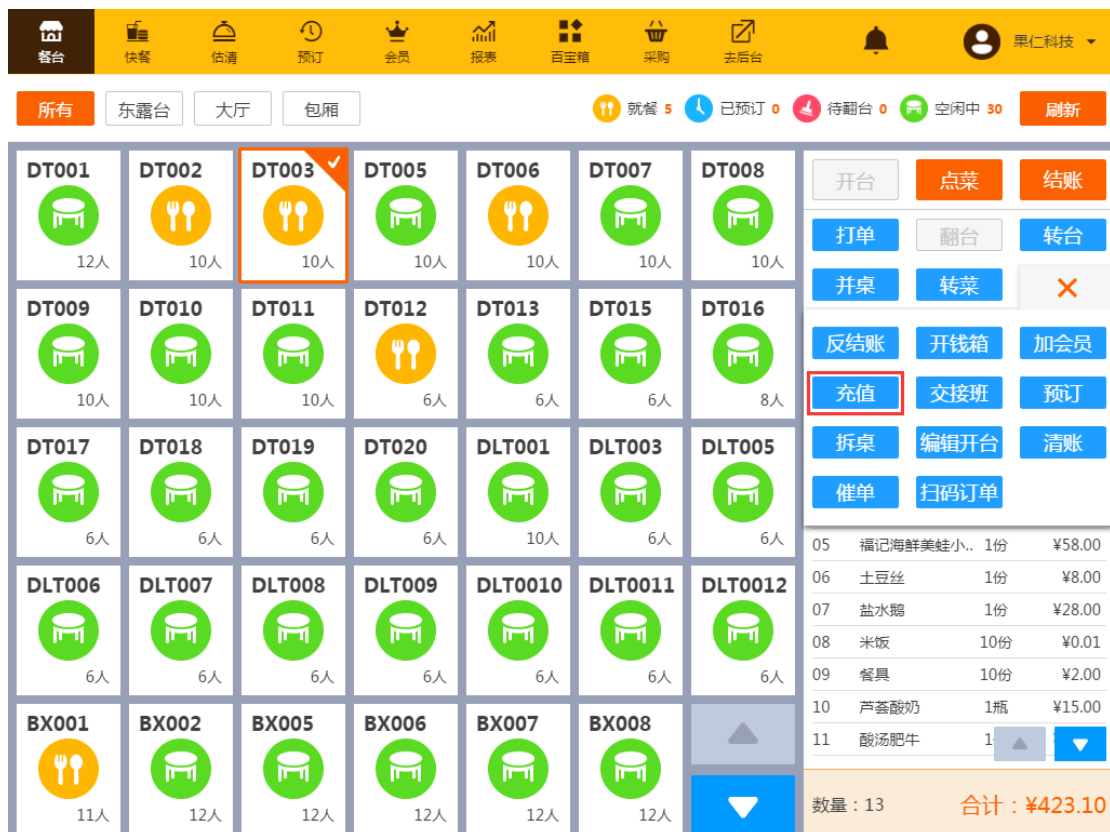 餐台 快餐 估清 预订 会员 报表 百宝箱 采购 去后台 果仁科技
所有 东露台 大厅 包厢 就餐 5 已预订 0 待翻台 0 空闲中 30 刷新
DT001 DT002 DT003 DT005 DT006 DT007 DT008
12人 10人 10人 10人 10人 10人 10人
DT009 DT010 DT011 DT012 DT013 DT015 DT016
10人 10人 10人 6人 6人 6人 8人
DT017 DT018 DT019 DT020 DLT001 DLT003 DLT005
6人 6人 6人 6人 10人 6人 6人
DLT006 DLT007 DLT008 DLT009 DLT0010 DLT0011 DLT0012
6人 6人 6人 6人 6人 6人 6人
BX001 BX002 BX005 BX006 BX007 BX008
11人 12人 12人 12人 12人 12人
开台 点菜 结账
打单 翻台 转台
并桌 转菜
反结账 开钱箱 加会员
充值 交接班 预订
拆桌 编辑开台 清账
催单 扫码订单
05 福记海鲜美蛙小.. 1份 ¥58.00
06 土豆丝 1份 ¥8.00
07 盐水鹅 1份 ¥28.00
08 米饭 10份 ¥0.01
09 餐具 10份 ¥2.00
10 芦荟酸奶 1瓶 ¥15.00
11 酸汤肥牛 1
数量：13 合计：¥423.10